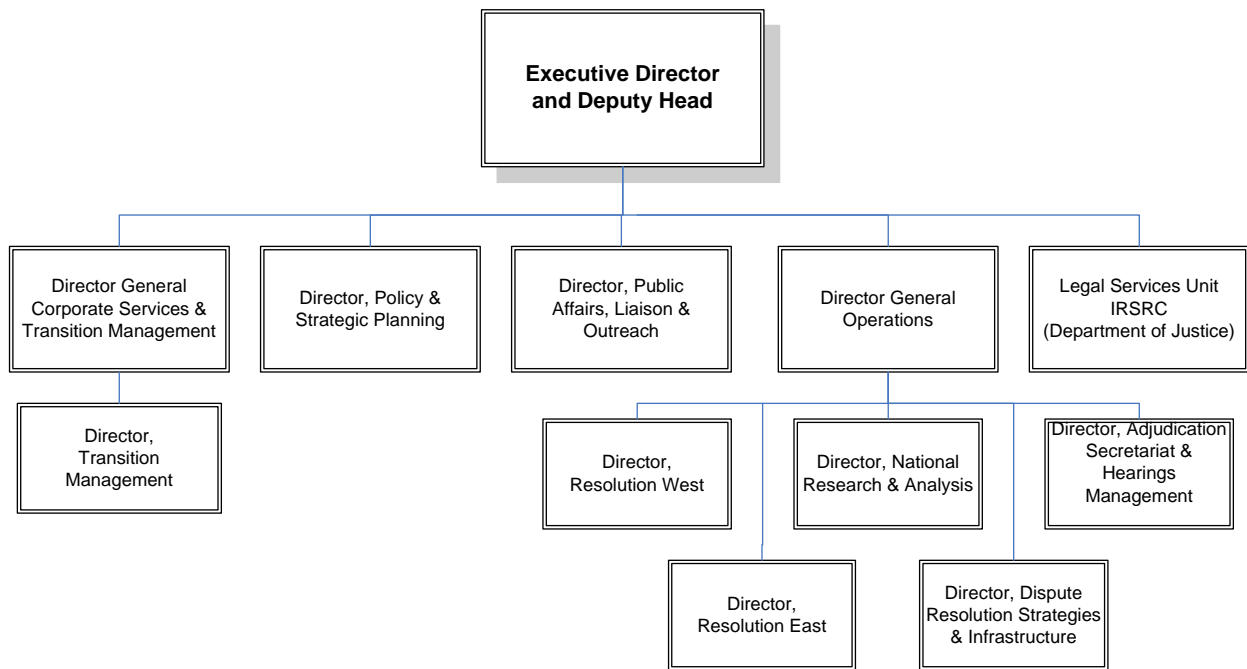 Executive Director
and Deputy Head
Director General
Corporate Services &
Transition Management
Director, Policy &
Strategic Planning
Director, Public
Affairs, Liaison &
Outreach
Director General
Operations
Legal Services Unit
IRSRC
(Department of Justice)
Director,
Transition
Management
Director,
Resolution West
Director, National
Research & Analysis
Director, Adjudication
Secretariat &
Hearings
Management
Director,
Resolution East
Director, Dispute
Resolution Strategies
& Infrastructure